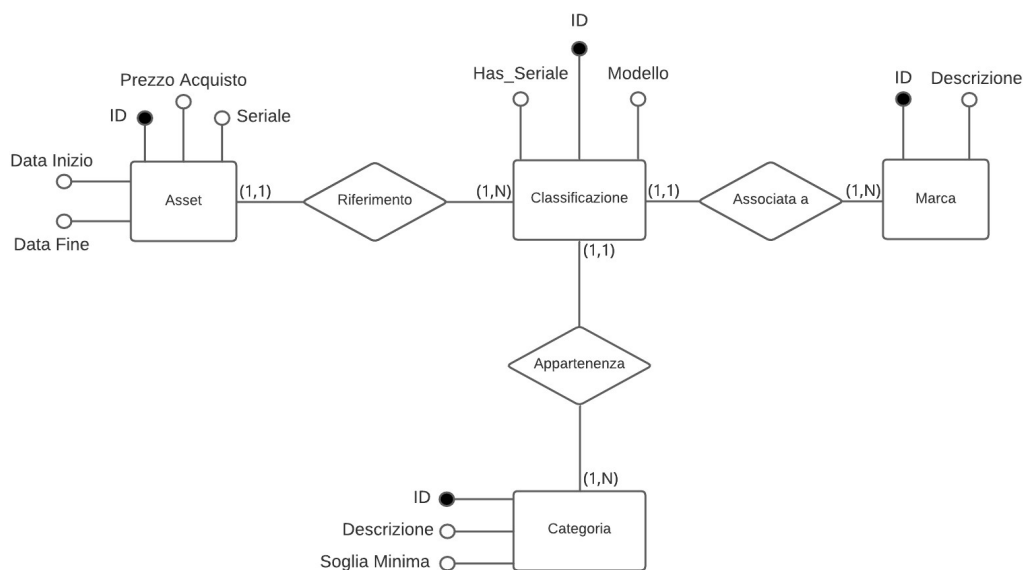 ID
Prezzo Acquisto
Has_Seriale
Modello
ID
Descrizione
ID
Seriale
Data Inizio
Asset
(1,1)
Riferimento
(1,N)
Classificazione
(1,1)
Associata a
(1,N)
Marca
Data Fine
(1,1)
Appartenenza
(1,N)
ID
Descrizione
Categoria
Soglia Minima